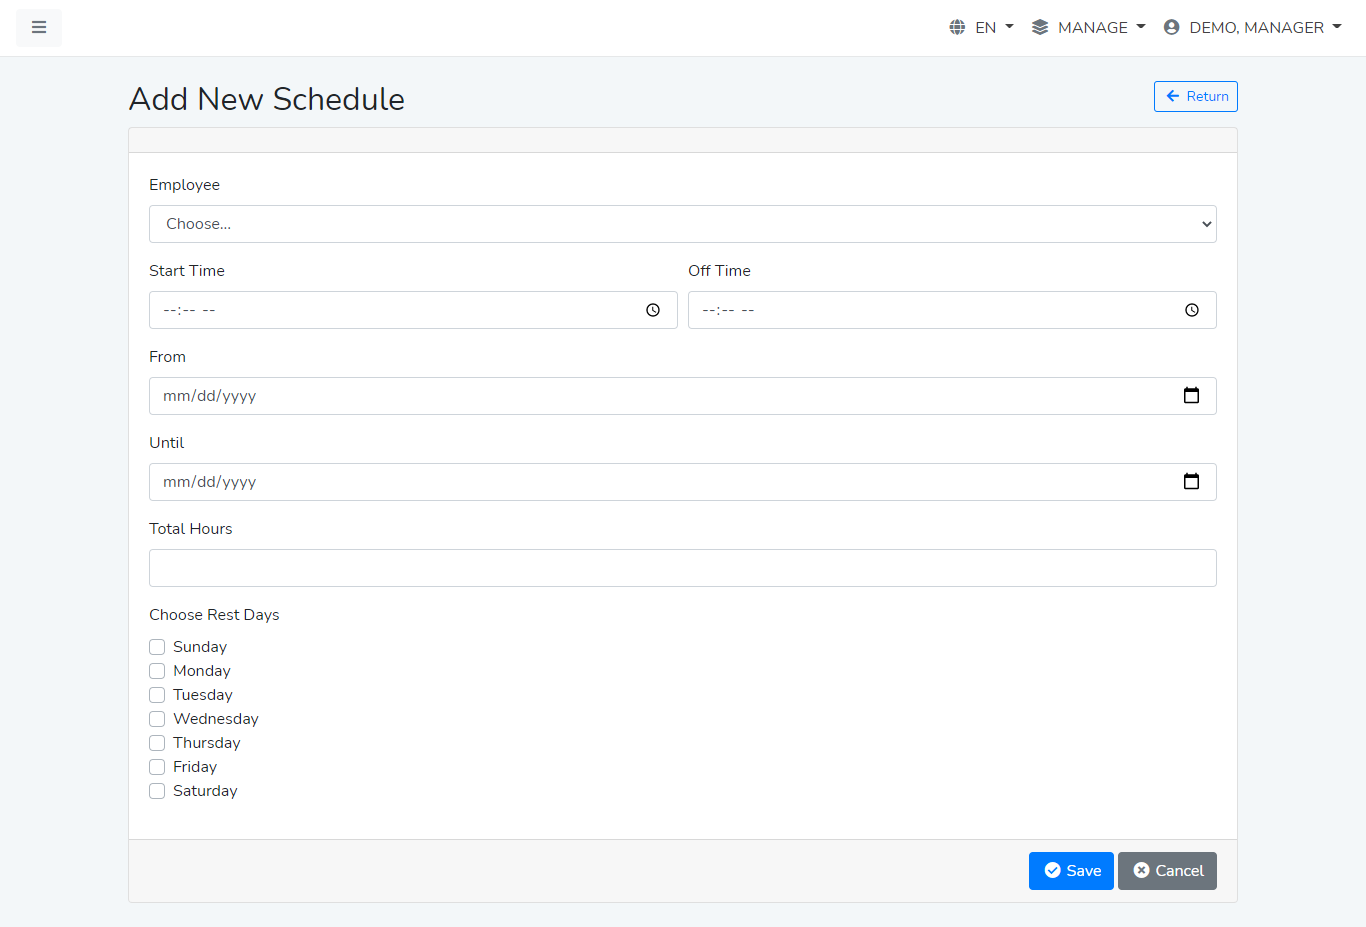 EN MANAGE DEMO, MANAGER
Add New Schedule
Return
Employee
Choose...
Start Time Off Time
--:-- -- --:-- --
From
mm/dd/yyyy
Until
mm/dd/yyyy
Total Hours
Choose Rest Days
Sunday
Monday
Tuesday
Wednesday
Thursday
Friday
Saturday
Save Cancel